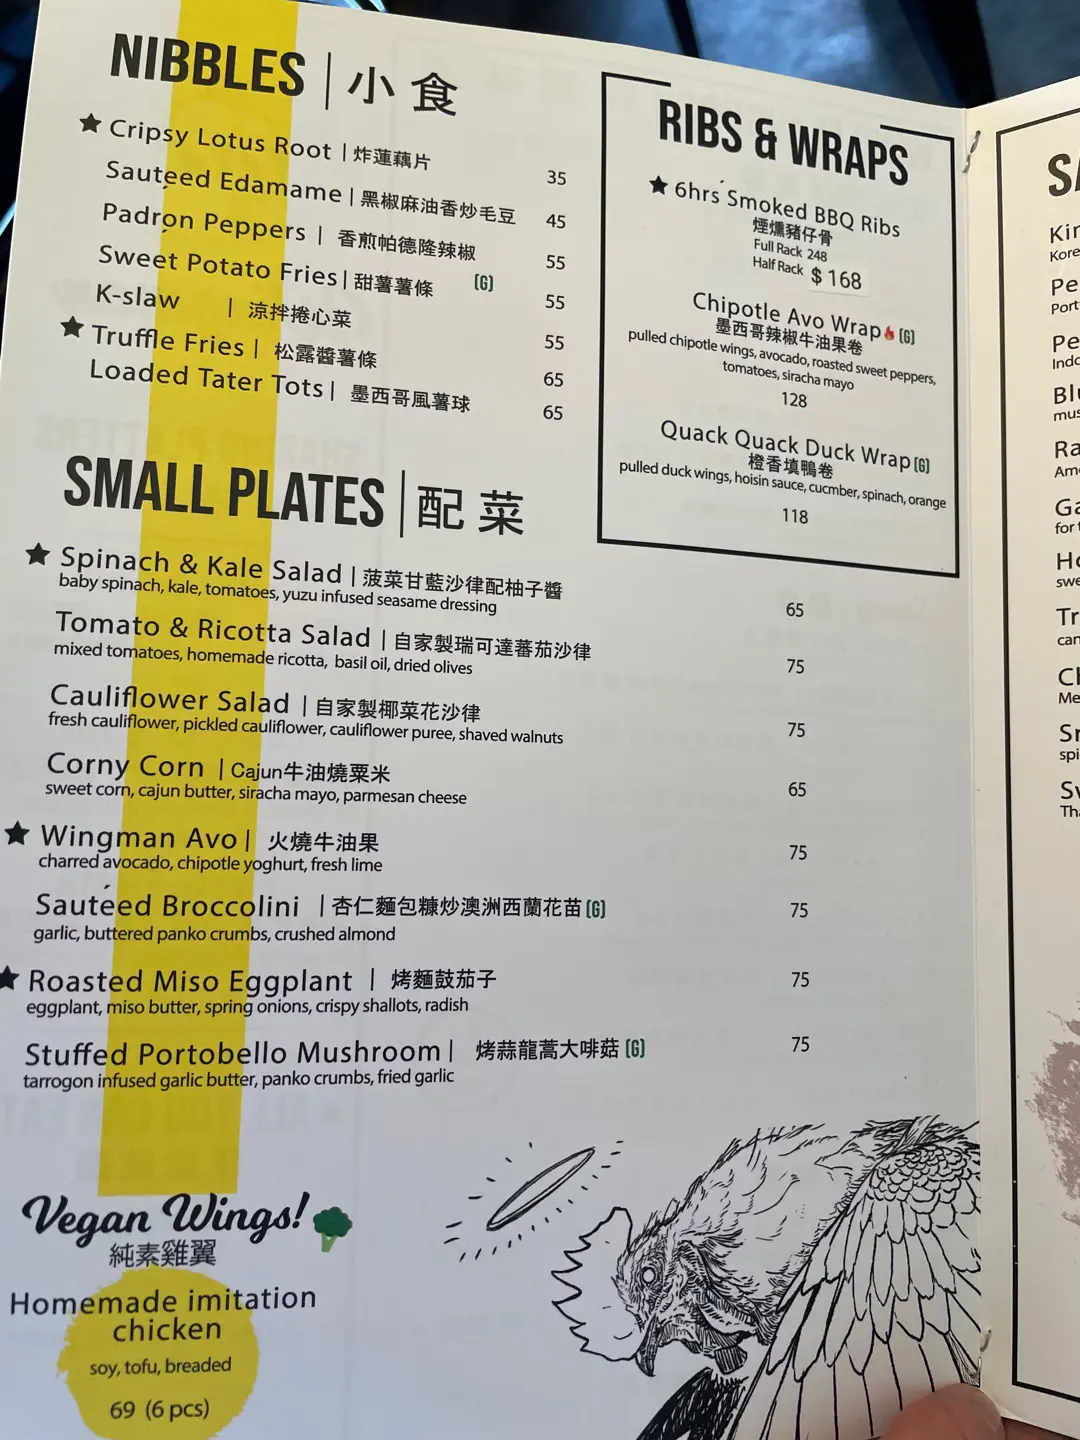 NIBBLES | 小食
★ Cripsy Lotus Root | 炸蓮藕片 35
Sautéed Edamame | 黑椒麻油香炒毛豆 45
Padron Peppers | 香煎帕德隆辣椒 55
Sweet Potato Fries | 甜薯薯條 (G) 55
K-slaw | 涼拌捲心菜 55
★ Truffle Fries | 松露醬薯條 65
Loaded Tater Tots | 墨西哥風薯球 65
RIBS & WRAPS
★ 6hrs Smoked BBQ Ribs
煙燻豬仔骨
Full Rack 248
Half Rack $168
Chipotle Avo Wrap (G)
墨西哥辣椒牛油果卷
pulled chipotle wings, avocado, roasted sweet peppers,
tomatoes, siracha mayo
128
Quack Quack Duck Wrap (G)
橙香填鴨卷
pulled duck wings, hoisin sauce, cucmber, spinach, orange
118
SMALL PLATES | 配菜
★ Spinach & Kale Salad | 菠菜甘藍沙律配柚子醬
baby spinach, kale, tomatoes, yuzu infused seasame dressing 65
Tomato & Ricotta Salad | 自家製瑞可達蕃茄沙律
mixed tomatoes, homemade ricotta, basil oil, dried olives 75
Cauliflower Salad | 自家製椰菜花沙律
fresh cauliflower, pickled cauliflower, cauliflower puree, shaved walnuts 75
Corny Corn | Cajun牛油燒粟米
sweet corn, cajun butter, siracha mayo, parmesan cheese 65
★ Wingman Avo | 火燒牛油果
charred avocado, chipotle yoghurt, fresh lime 75
Sautéed Broccolini | 杏仁麵包糠炒澳洲西蘭花苗 (G) 75
garlic, buttered panko crumbs, crushed almond
★ Roasted Miso Eggplant | 烤麵鼓茄子 75
eggplant, miso butter, spring onions, crispy shallots, radish
Stuffed Portobello Mushroom | 烤蒜龍蒿大啡菇 (G) 75
tarrogon infused garlic butter, panko crumbs, fried garlic
Vegan Wings!
純素雞翼
Homemade imitation
chicken
soy, tofu, breaded
69 (6 pcs)